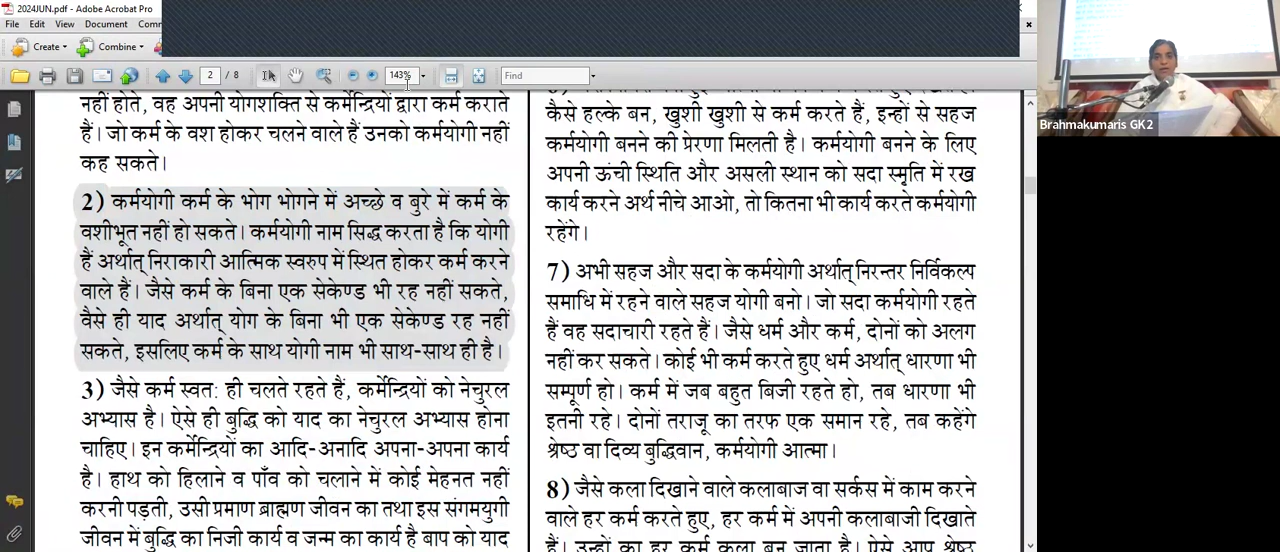 2024JUN.pdf - Adobe Acrobat Pro
File Edit View Document Comm
Create Combine
2 / 8 143% Find
नहीं होते, वह अपनी योगशक्ति से कर्मेन्द्रियों द्वारा कर्म कराते
हैं। जो कर्म के वश होकर चलने वाले हैं उनको कर्मयोगी नहीं
कह सकते।
2) कर्मयोगी कर्म के भोग भोगने में अच्छे व बुरे में कर्म के
वशीभूत नहीं हो सकते। कर्मयोगी नाम सिद्ध करता है कि योगी
हैं अर्थात् निराकारी आत्मिक स्वरुप में स्थित होकर कर्म करने
वाले हैं। जैसे कर्म के बिना एक सेकेण्ड भी रह नहीं सकते,
वैसे ही याद अर्थात् योग के बिना भी एक सेकेण्ड रह नहीं
सकते, इसलिए कर्म के साथ योगी नाम भी साथ-साथ ही है।
3) जैसे कर्म स्वत: ही चलते रहते हैं, कर्मेन्द्रियों को नेचुरल
अभ्यास है। ऐसे ही बुद्धि को याद का नेचुरल अभ्यास होना
चाहिए। इन कर्मेन्द्रियों का आदि-अनादि अपना-अपना कार्य
है। हाथ को हिलाने व पाँव को चलाने में कोई मेहनत नहीं
करनी पड़ती, उसी प्रमाण ब्राह्मण जीवन का तथा इस संगमयुगी
जीवन में बुद्धि का निजी कार्य व जन्म का कार्य है बाप को याद
कैसे हल्के बन, खुशी खुशी से कर्म करते हैं, इन्हों से सहज
कर्मयोगी बनने की प्रेरणा मिलती है। कर्मयोगी बनने के लिए
अपनी ऊंची स्थिति और असली स्थान को सदा स्मृति में रख
कार्य करने अर्थ नीचे आओ, तो कितना भी कार्य करते कर्मयोगी
रहेंगे।
7) अभी सहज और सदा के कर्मयोगी अर्थात् निरन्तर निर्विकल्प
समाधि में रहने वाले सहज योगी बनो। जो सदा कर्मयोगी रहते
हैं वह सदाचारी रहते हैं। जैसे धर्म और कर्म, दोनों को अलग
नहीं कर सकते। कोई भी कर्म करते हुए धर्म अर्थात् धारणा भी
सम्पूर्ण हो। कर्म में जब बहुत बिजी रहते हो, तब धारणा भी
इतनी रहे। दोनों तराजू का तरफ एक समान रहे, तब कहेंगे
श्रेष्ठ वा दिव्य बुद्धिवान, कर्मयोगी आत्मा।
8) जैसे कला दिखाने वाले कलाबाज वा सर्कस में काम करने
वाले हर कर्म करते हुए, हर कर्म में अपनी कलाबाजी दिखाते
हैं। उन्हों का हर कर्म कला बन जाता है। ऐसे आप श्रेष्ठ
Brahmakumaris GK2